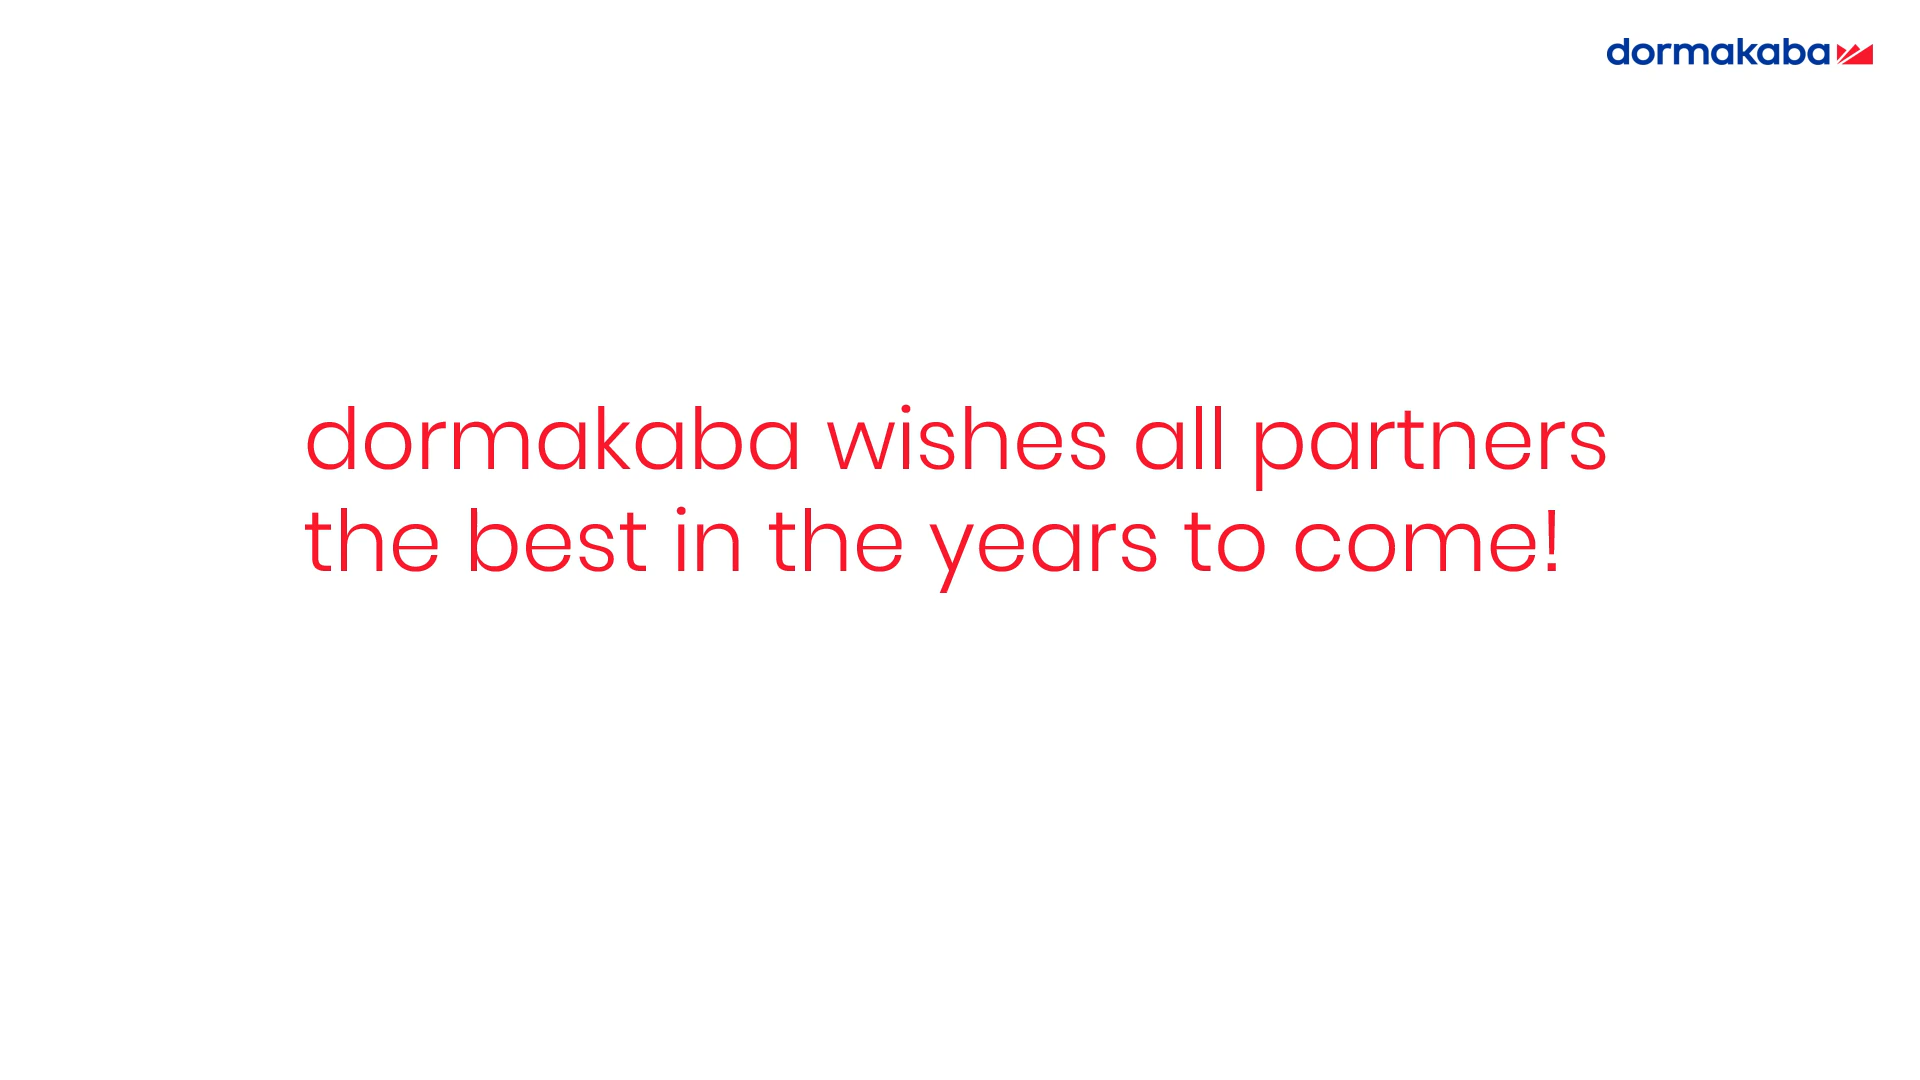 dormakaba
dormakaba wishes all partners
the best in the years to come!